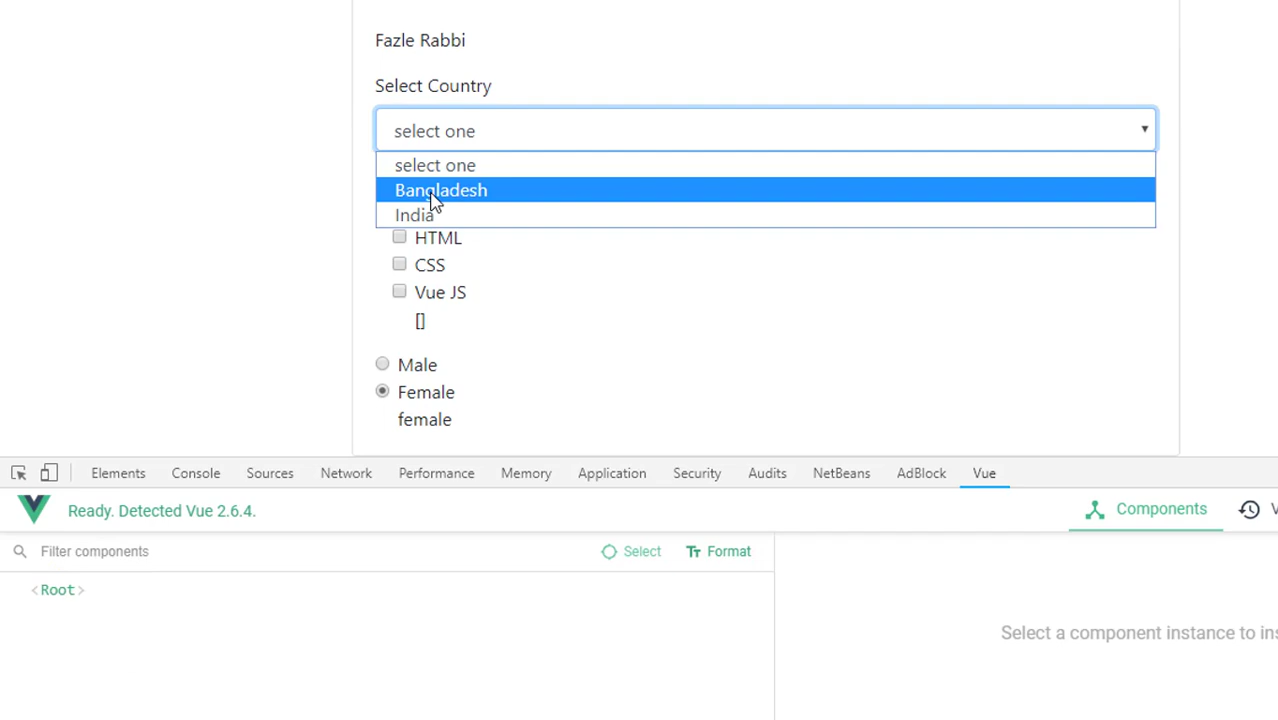 Fazle Rabbi
Select Country
select one
select one
Bangladesh
India
HTML
CSS
Vue JS
[]
Male
Female
female
Elements Console Sources Network Performance Memory Application Security Audits NetBeans AdBlock Vue
Ready. Detected Vue 2.6.4. Components V
Filter components Select Format
<Root>
Select a component instance to in